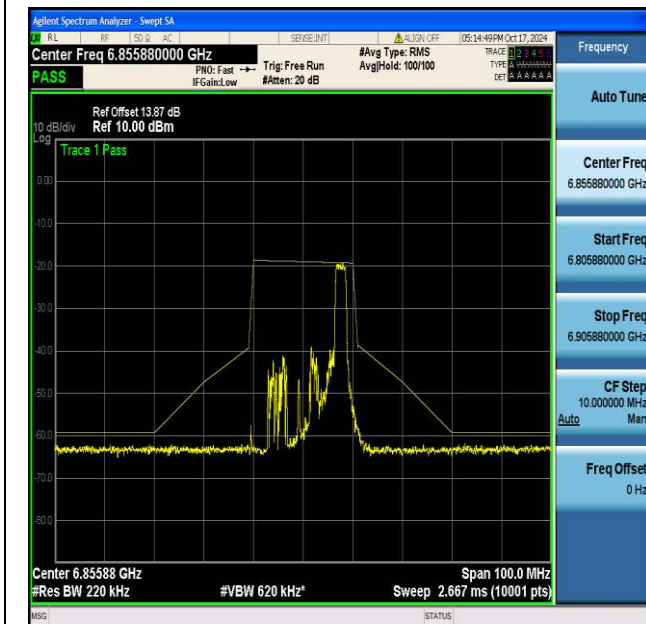 Agilent Spectrum Analyzer - Swept SA
RL RF 50 Ω AC SENSE:INT ALIGN OFF 05:14:49PM Oct 17, 2024
Center Freq 6.855880000 GHz
PNO: Fast
IFGain:Low
Trig: Free Run
#Atten: 20 dB
#Avg Type: RMS
Avg|Hold: 100/100
TRACE 1 2 3 4 5 6
TYPE A
DET A A A A A A
PASS
Ref Offset 13.87 dB
10 dB/div Ref 10.00 dBm
Log
Trace 1 Pass
0.00
-10.0
-20.0
-30.0
-40.0
-50.0
-60.0
-70.0
-80.0
Center 6.85588 GHz Span 100.0 MHz
#Res BW 220 kHz #VBW 620 kHz* Sweep 2.667 ms (10001 pts)
MSG STATUS
Frequency
Auto Tune
Center Freq
6.855880000 GHz
Start Freq
6.805880000 GHz
Stop Freq
6.905880000 GHz
CF Step
10.000000 MHz
Auto Man
Freq Offset
0 Hz